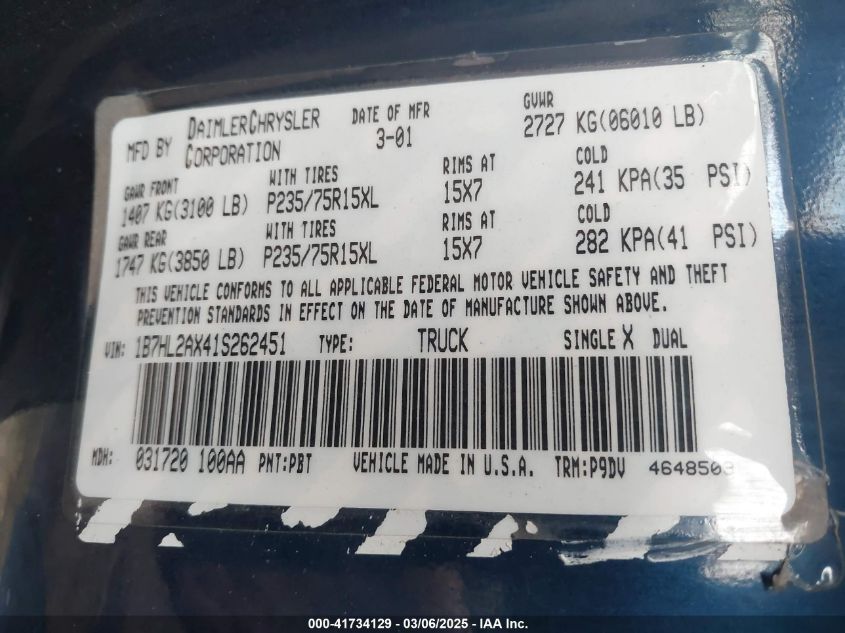 MFD BY DAIMLERCHRYSLER CORPORATION DATE OF MFR 3-01 GVWR 2727 KG(06010 LB)
GAWR FRONT WITH TIRES RIMS AT COLD
1407 KG(3100 LB) P235/75R15XL 15X7 241 KPA(35 PSI)
GAWR REAR WITH TIRES RIMS AT COLD
1747 KG(3850 LB) P235/75R15XL 15X7 282 KPA(41 PSI)
THIS VEHICLE CONFORMS TO ALL APPLICABLE FEDERAL MOTOR VEHICLE SAFETY AND THEFT
PREVENTION STANDARDS IN EFFECT ON THE DATE OF MANUFACTURE SHOWN ABOVE.
VIN: 1B7HL2AX41S262451 TYPE: TRUCK SINGLE X DUAL
MDH: 031720 100AA PNT:PBT VEHICLE MADE IN U.S.A. TRM:P9DV
000-41734129 — 03/06/2025 — IAA Inc.